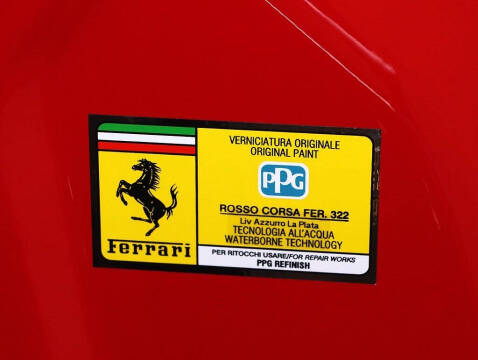 VERNICIATURA ORIGINALE
ORIGINAL PAINT
PPG
ROSSO CORSA FER. 322
Liv Azzurro La Plata
TECNOLOGIA ALL'ACQUA
WATERBORNE TECHNOLOGY
Ferrari
PER RITOCCHI USARE/FOR REPAIR WORKS
PPG REFINISH